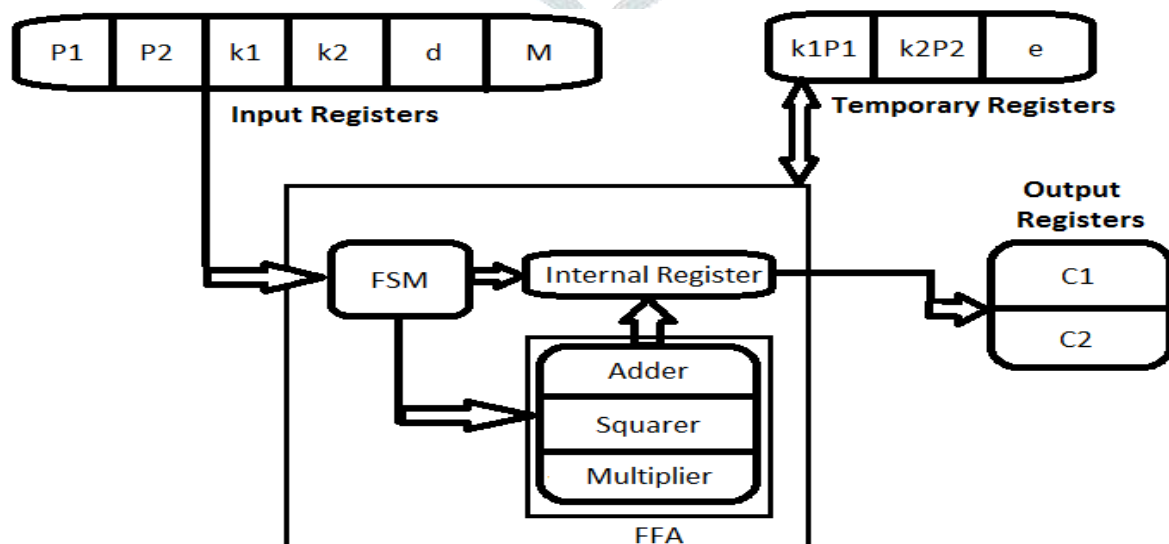 P1 P2 k1 k2 d M
Input Registers
k1P1 k2P2 e
Temporary Registers
Output
Registers
C1
C2
FSM
Internal Register
Adder
Squarer
Multiplier
FFA